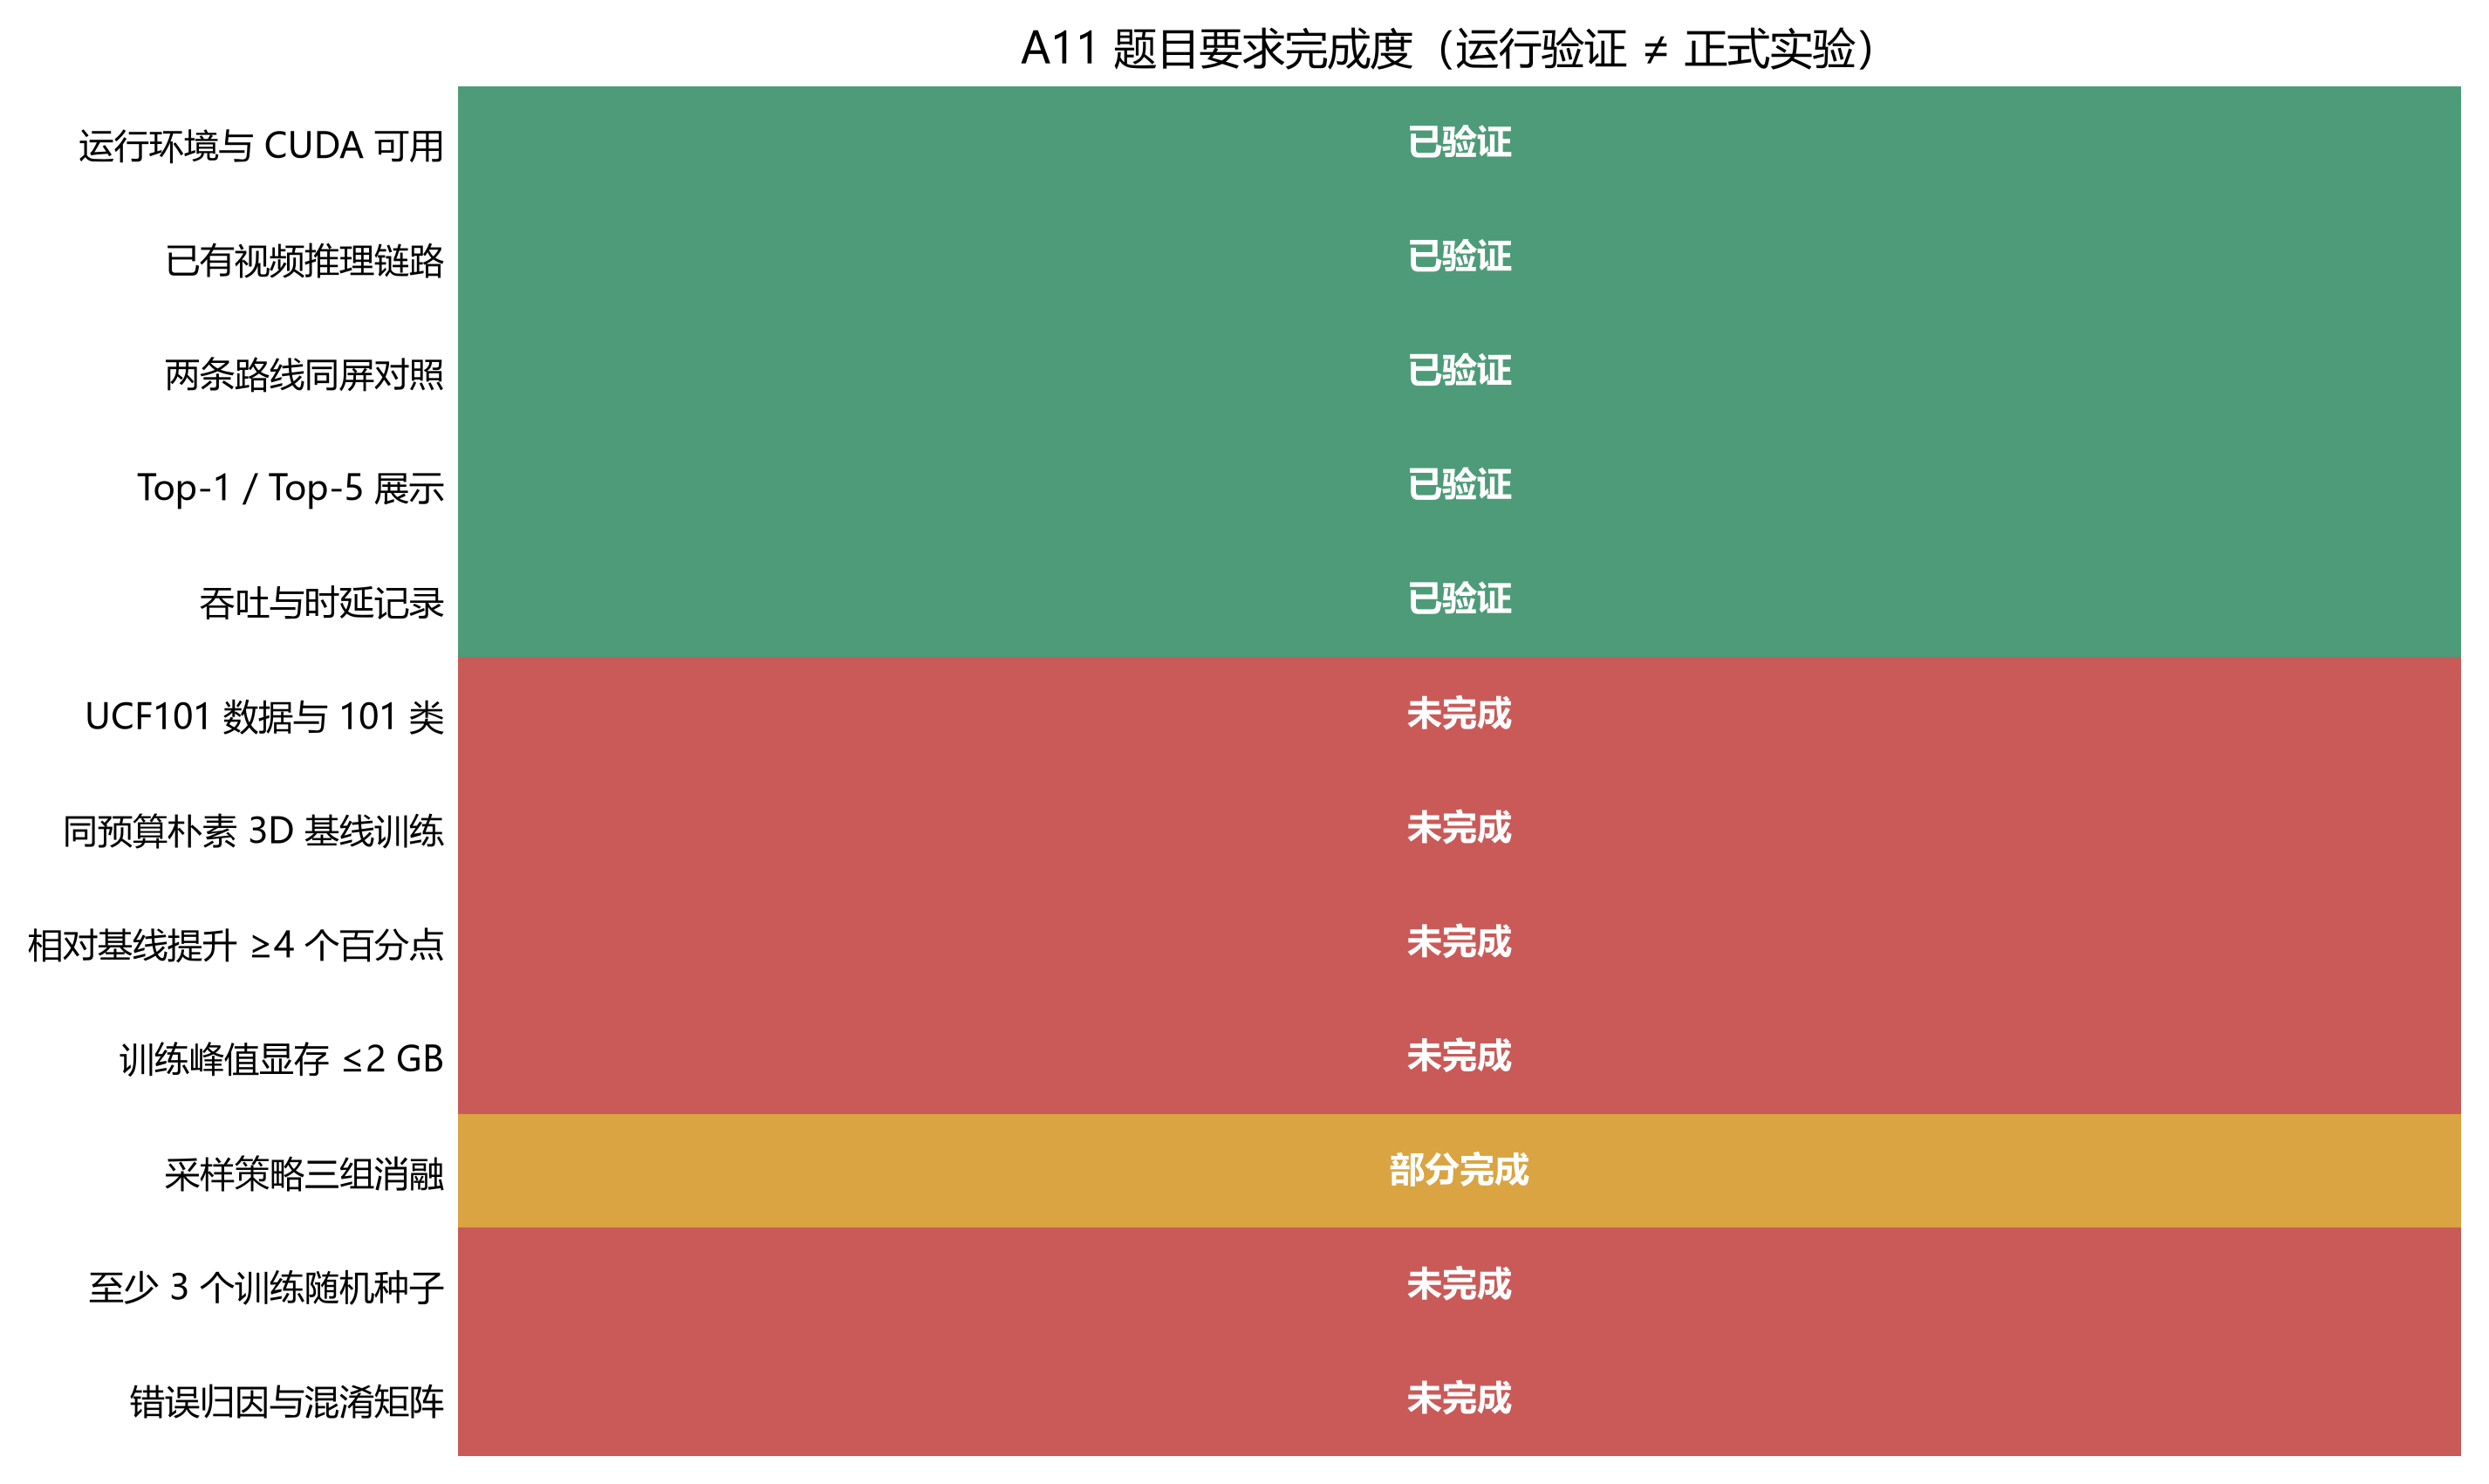 A11 项目要求完成度（运行验证 ≠ 正式实验）
运行环境与 CUDA 可用 已验证
已有视频推理链路 已验证
两条路线同屏对照 已验证
Top-1 / Top-5 展示 已验证
吞吐与时延记录 已验证
UCF101 数据与 101 类 未完成
同预算朴素 3D 基线训练 未完成
相对基线提升 ≥4 个百分点 未完成
训练峰值显存 ≤2 GB 未完成
采样策略三组消融 部分完成
至少 3 个训练随机种子 未完成
错误归因与混淆矩阵 未完成